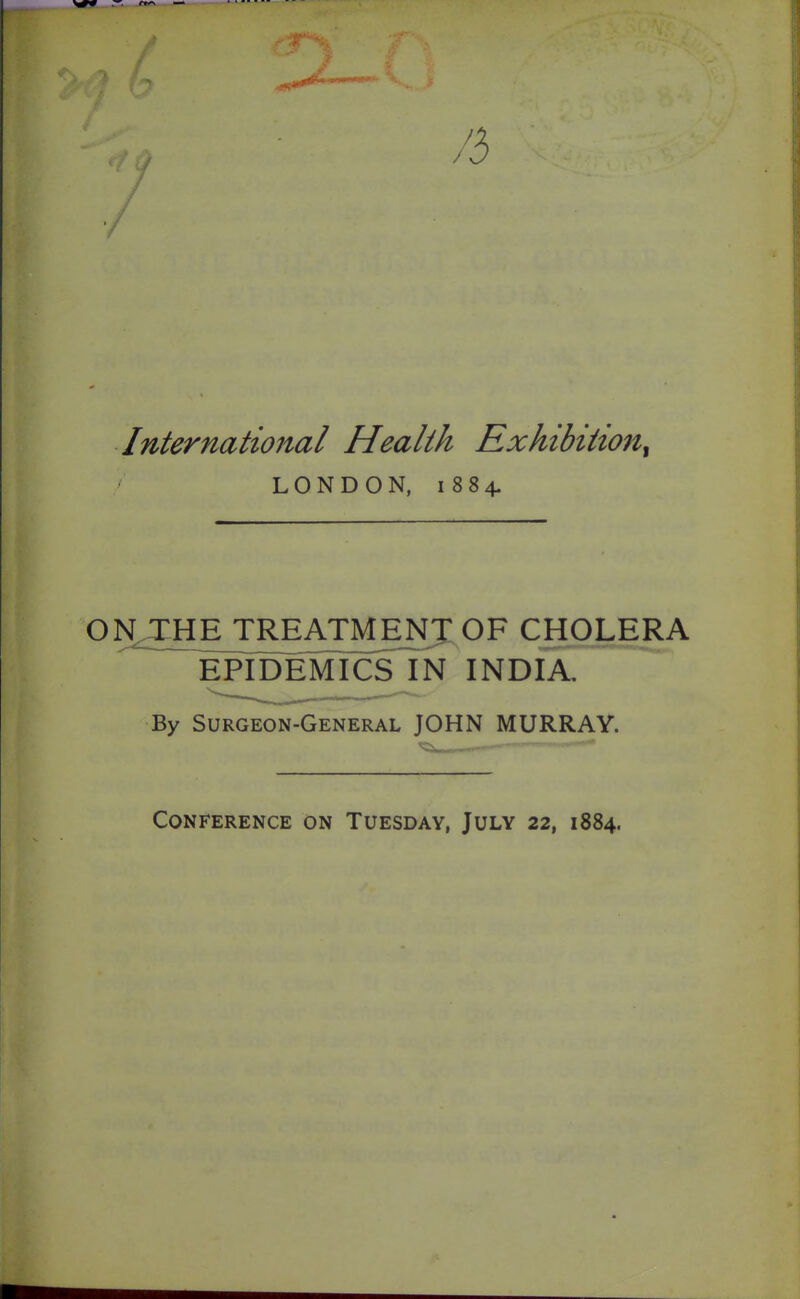 20
13
International Health Exhibition,
LONDON, 1884.
ON THE TREATMENT OF CHOLERA
EPIDEMICS IN INDIA.
By SURGEON-GENERAL JOHN MURRAY.
CONFERENCE ON TUESDAY, JULY 22, 1884.